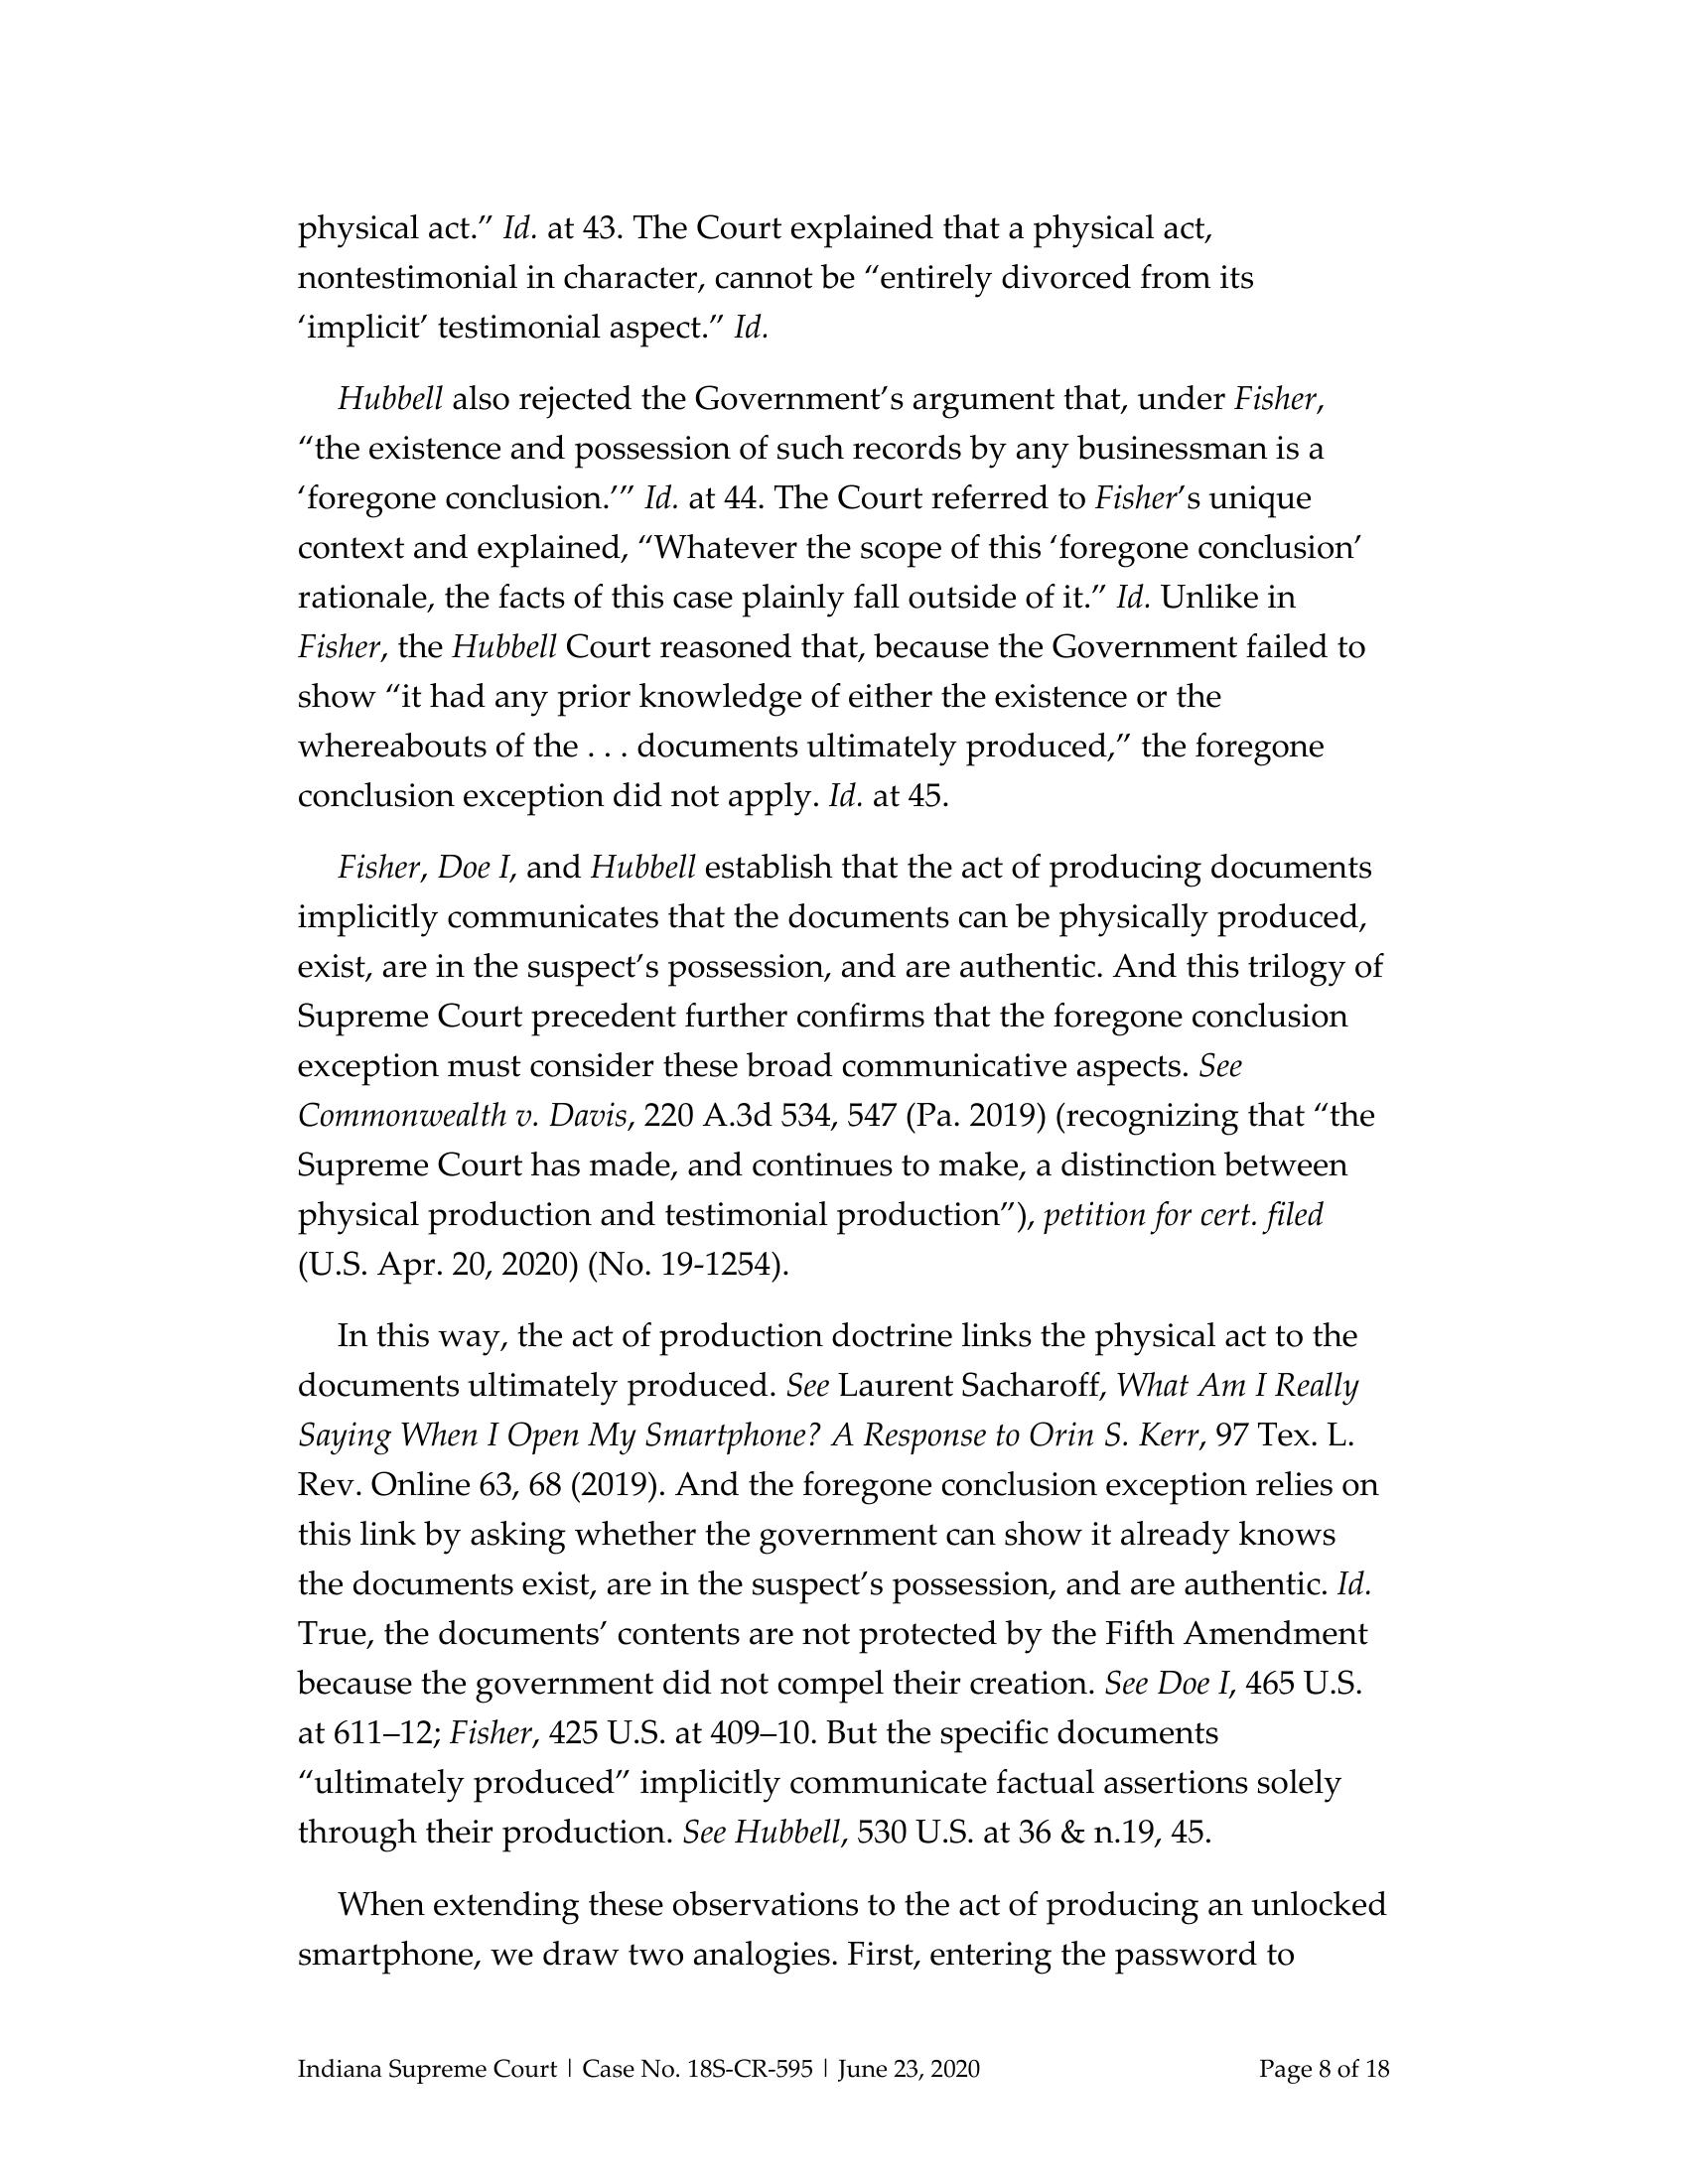 physical act.” Id. at 43. The Court explained that a physical act,
nontestimonial in character, cannot be “entirely divorced from its
‘implicit’ testimonial aspect.” Id.
Hubbell also rejected the Government’s argument that, under Fisher,
“the existence and possession of such records by any businessman is a
‘foregone conclusion.’” Id. at 44. The Court referred to Fisher’s unique
context and explained, “Whatever the scope of this ‘foregone conclusion’
rationale, the facts of this case plainly fall outside of it.” Id. Unlike in
Fisher, the Hubbell Court reasoned that, because the Government failed to
show “it had any prior knowledge of either the existence or the
whereabouts of the . . . documents ultimately produced,” the foregone
conclusion exception did not apply. Id. at 45.
Fisher, Doe I, and Hubbell establish that the act of producing documents
implicitly communicates that the documents can be physically produced,
exist, are in the suspect’s possession, and are authentic. And this trilogy of
Supreme Court precedent further confirms that the foregone conclusion
exception must consider these broad communicative aspects. See
Commonwealth v. Davis, 220 A.3d 534, 547 (Pa. 2019) (recognizing that “the
Supreme Court has made, and continues to make, a distinction between
physical production and testimonial production”), petition for cert. filed
(U.S. Apr. 20, 2020) (No. 19-1254).
In this way, the act of production doctrine links the physical act to the
documents ultimately produced. See Laurent Sacharoff, What Am I Really
Saying When I Open My Smartphone? A Response to Orin S. Kerr, 97 Tex. L.
Rev. Online 63, 68 (2019). And the foregone conclusion exception relies on
this link by asking whether the government can show it already knows
the documents exist, are in the suspect’s possession, and are authentic. Id.
True, the documents’ contents are not protected by the Fifth Amendment
because the government did not compel their creation. See Doe I, 465 U.S.
at 611–12; Fisher, 425 U.S. at 409–10. But the specific documents
“ultimately produced” implicitly communicate factual assertions solely
through their production. See Hubbell, 530 U.S. at 36 & n.19, 45.
When extending these observations to the act of producing an unlocked
smartphone, we draw two analogies. First, entering the password to
Indiana Supreme Court | Case No. 18S-CR-595 | June 23, 2020 Page 8 of 18